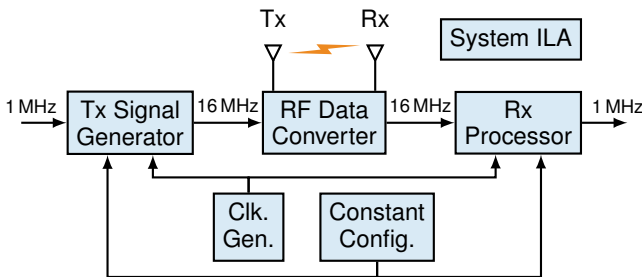 Tx
Rx
System ILA
1 MHz
Tx Signal
Generator
16 MHz
RF Data
Converter
16 MHz
Rx
Processor
1 MHz
Clk.
Gen.
Constant
Config.